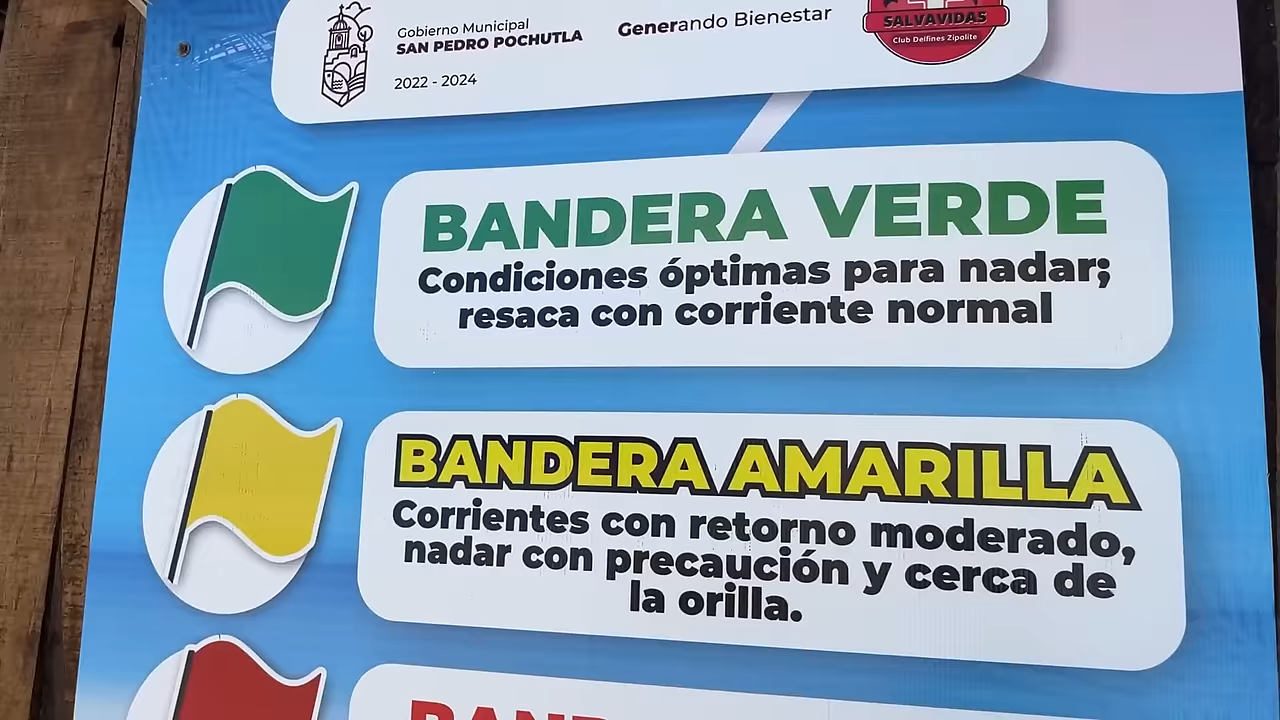 Gobierno Municipal
SAN PEDRO POCHUTLA
2022 - 2024
Generando Bienestar
SALVAVIDAS
Club Delfines Zipolite
BANDERA VERDE
Condiciones óptimas para nadar;
resaca con corriente normal
BANDERA AMARILLA
Corrientes con retorno moderado,
nadar con precaución y cerca de
la orilla.